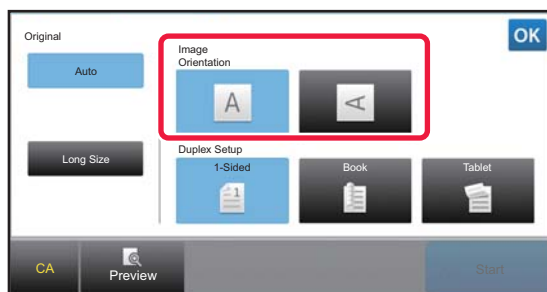 Original
OK
Image
Orientation
Auto
A
A
Long Size
Duplex Setup
1-Sided
Book
Tablet
1
CA
Preview
Start